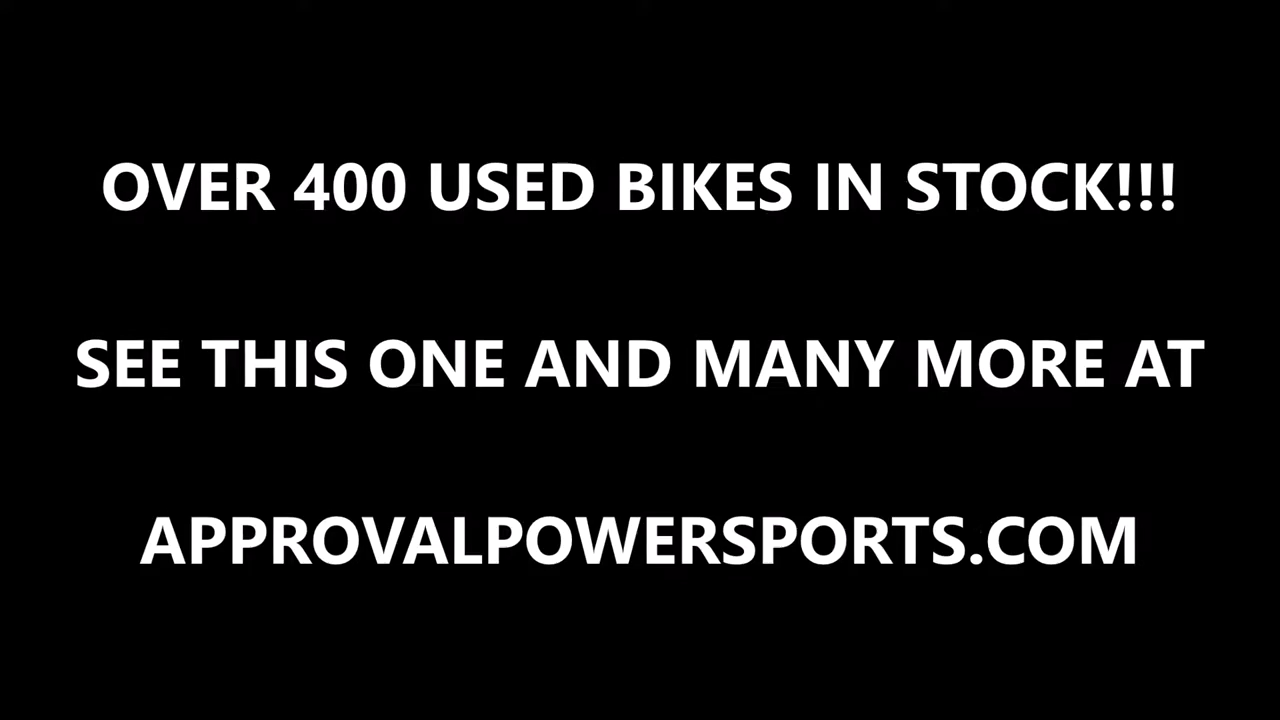 OVER 400 USED BIKES IN STOCK!!!
SEE THIS ONE AND MANY MORE AT
APPROVALPOWERSPORTS.COM